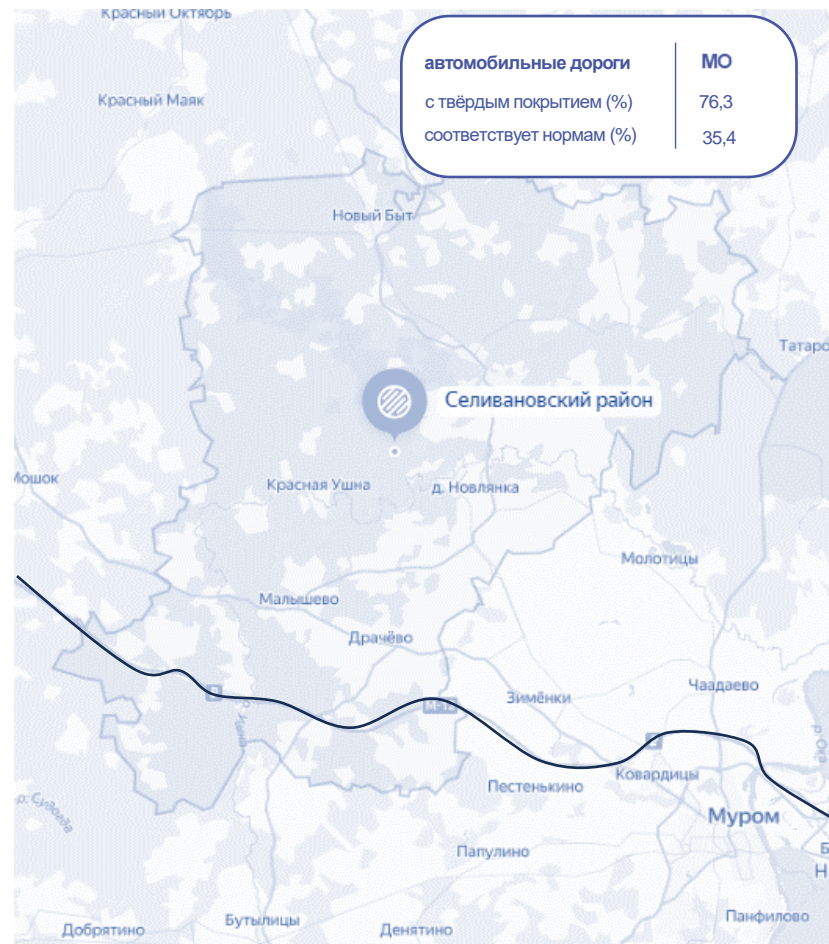 Красный Октябрь
автомобильные дороги МО
с твёрдым покрытием (%) 76,3
соответствует нормам (%) 35,4
Красный Маяк
Новый Быт
Татаро
Селивановский район
Мошок
Красная Ушна
д. Новлянка
Молотицы
Малышево
Драчёво
Чаадаево
Зимёнки
р. Ока
Ковардицы
Пестенькино
Муром
Папулино
Панфилово
Бутылицы
Добрятино
Денятино